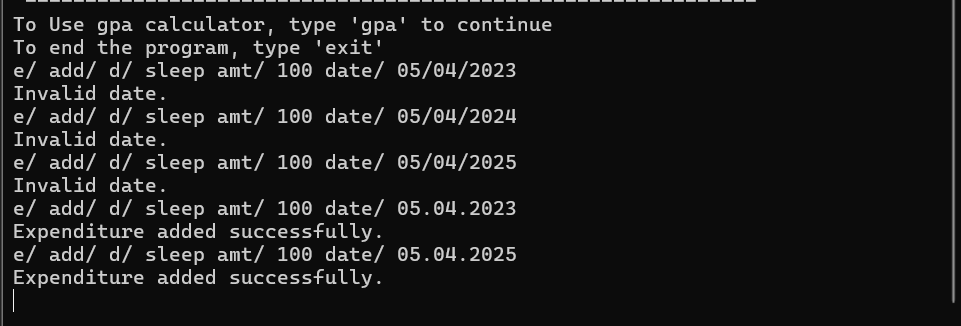 To Use gpa calculator, type 'gpa' to continue
To end the program, type 'exit'
e/ add/ d/ sleep amt/ 100 date/ 05/04/2023
Invalid date.
e/ add/ d/ sleep amt/ 100 date/ 05/04/2024
Invalid date.
e/ add/ d/ sleep amt/ 100 date/ 05/04/2025
Invalid date.
e/ add/ d/ sleep amt/ 100 date/ 05.04.2023
Expenditure added successfully.
e/ add/ d/ sleep amt/ 100 date/ 05.04.2025
Expenditure added successfully.